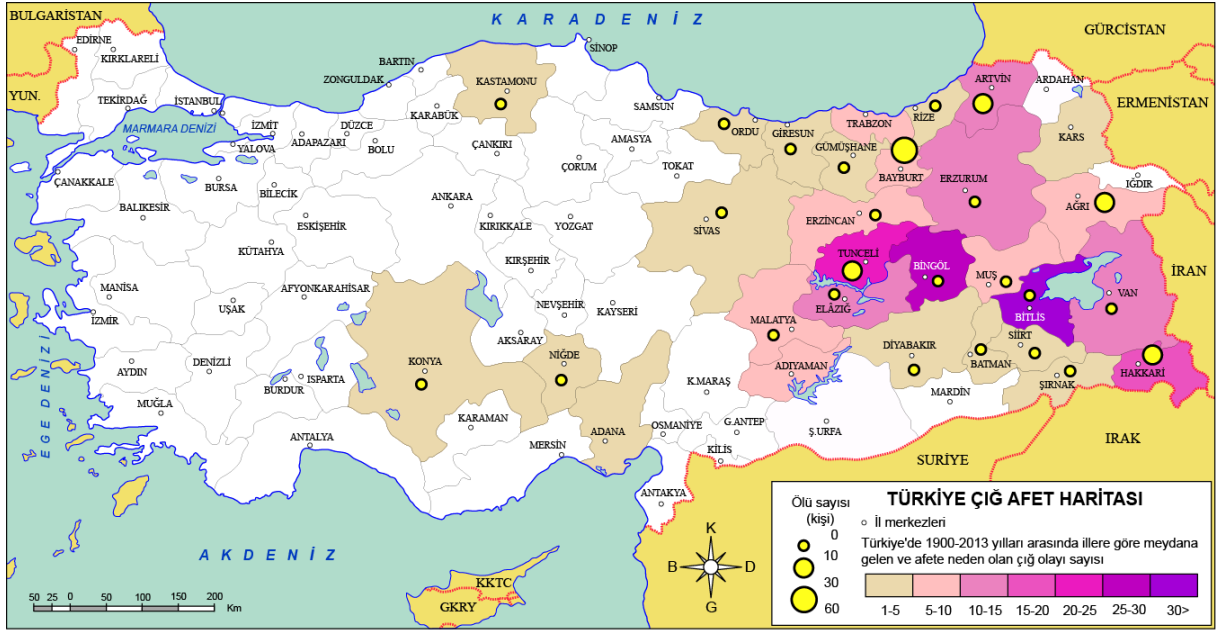 BULGARİSTAN
KARADENİZ
GÜRCİSTAN
EDİRNE
KIRKLARELİ
SİNOP
BARTIN
ZONGULDAK
KASTAMONU
ARTVİN
ARDAHAN
YUN.
TEKİRDAĞ
İSTANBUL
KARABÜK
SAMSUN
RİZE
ERMENİSTAN
MARMARA DENİZİ
İZMİT
DÜZCE
ADAPAZARI
BOLU
YALOVA
ÇANKIRI
AMASYA
ORDU
GİRESUN
TRABZON
KARS
GÜMÜŞHANE
ÇORUM
TOKAT
BAYBURT
ERZURUM
IĞDIR
ÇANAKKALE
BURSA
BİLECİK
BALIKESİR
ANKARA
AĞRI
ESKİŞEHİR
KIRIKKALE
YOZGAT
SİVAS
ERZİNCAN
KÜTAHYA
TUNCELİ
BİNGÖL
MUŞ
İRAN
KIRŞEHİR
MANİSA
AFYONKARAHİSAR
UŞAK
NEVŞEHİR
KAYSERİ
ELÂZIĞ
VAN
İZMİR
MALATYA
BİTLİS
AKSARAY
SİİRT
EGE DENİZİ
DENİZLİ
KONYA
NİĞDE
DİYABAKIR
BATMAN
HAKKARİ
AYDIN
BURDUR
ISPARTA
ADIYAMAN
ŞIRNAK
K.MARAŞ
MARDİN
MUĞLA
KARAMAN
ADANA
OSMANİYE
G.ANTEP
Ş.URFA
ANTALYA
MERSİN
KİLİS
IRAK
SURİYE
ANTAKYA
AKDENİZ
KKTC
GKRY
50 25 0 50 100 150 200
Km
K
B D
G
Ölü sayısı
(kişi)
0
10
30
60
TÜRKİYE ÇIĞ AFET HARİTASI
İl merkezleri
Türkiye'de 1900-2013 yılları arasında illere göre meydana
gelen ve afete neden olan çığ olayı sayısı
1-5 5-10 10-15 15-20 20-25 25-30 30>